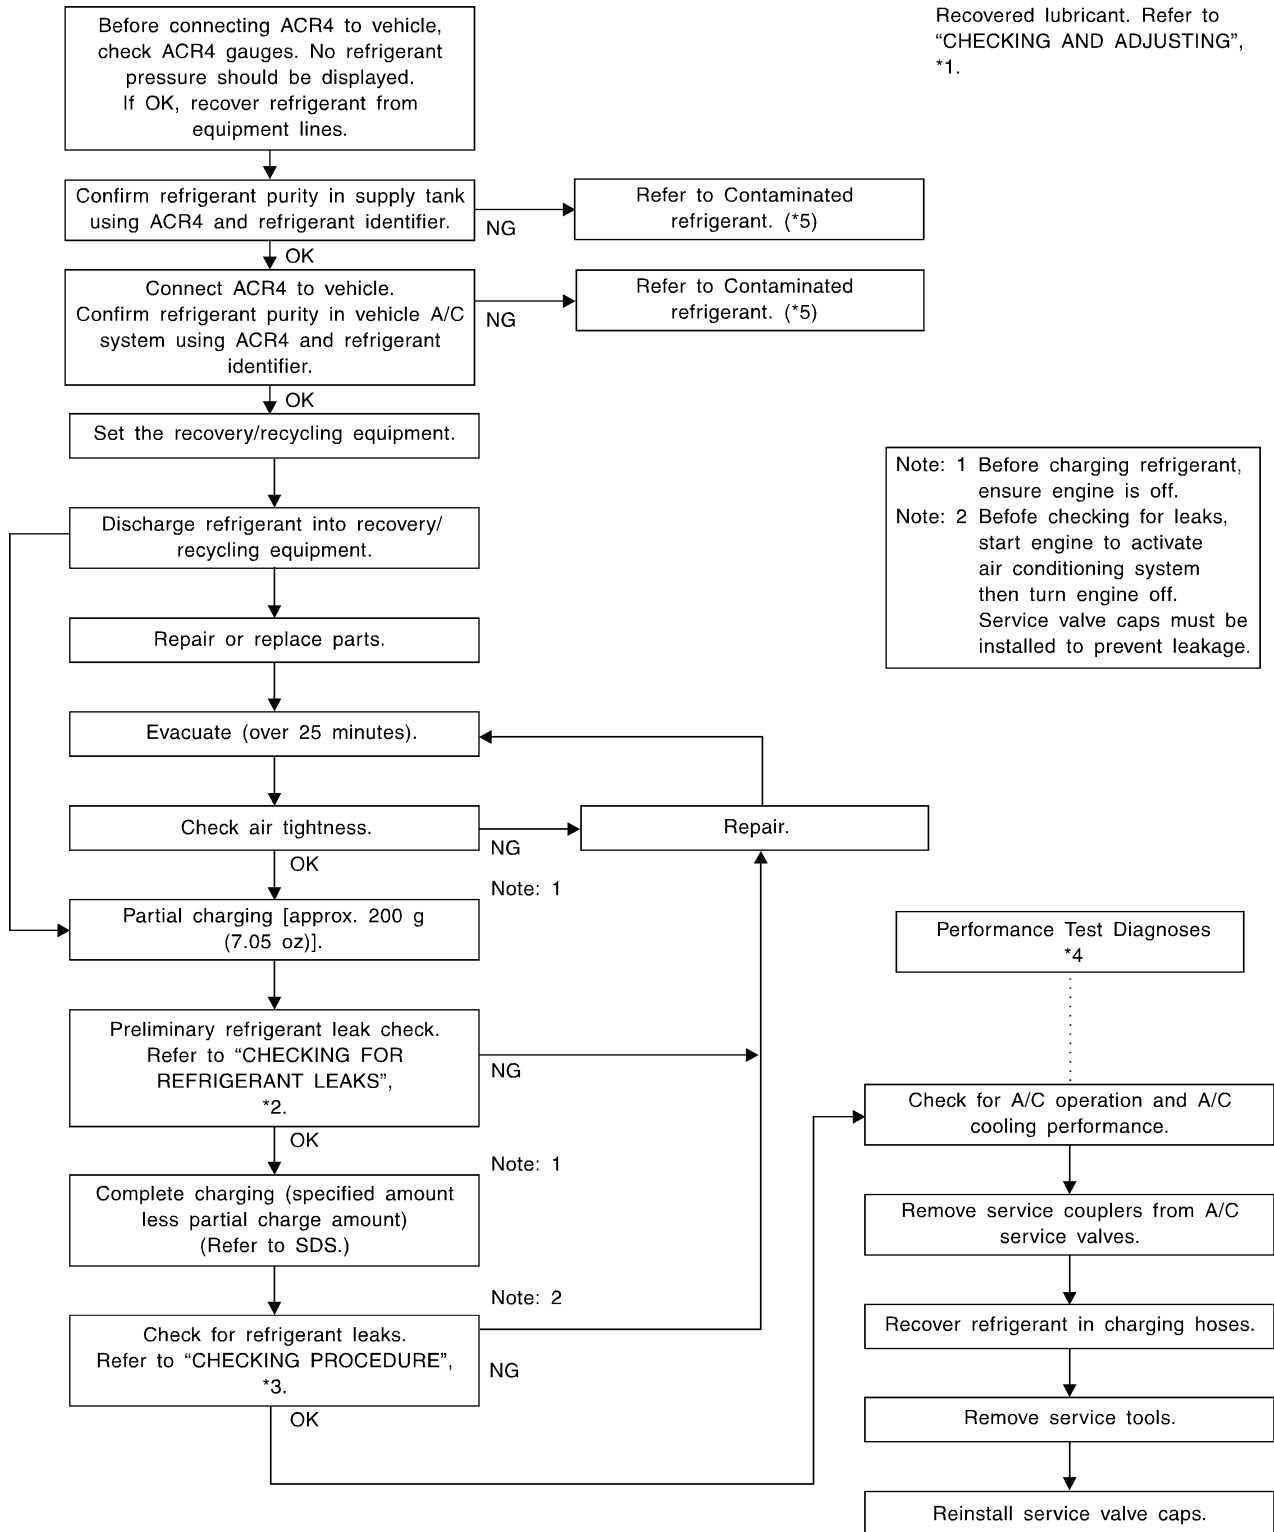 Before connecting ACR4 to vehicle,
check ACR4 gauges. No refrigerant
pressure should be displayed.
If OK, recover refrigerant from
equipment lines.
Recovered lubricant. Refer to
“CHECKING AND ADJUSTING”,
*1.
Confirm refrigerant purity in supply tank
using ACR4 and refrigerant identifier.
NG
Refer to Contaminated
refrigerant. (*5)
OK
Connect ACR4 to vehicle.
Confirm refrigerant purity in vehicle A/C
system using ACR4 and refrigerant
identifier.
NG
Refer to Contaminated
refrigerant. (*5)
OK
Set the recovery/recycling equipment.
Note: 1 Before charging refrigerant,
ensure engine is off.
Note: 2 Befofe checking for leaks,
start engine to activate
air conditioning system
then turn engine off.
Service valve caps must be
installed to prevent leakage.
Discharge refrigerant into recovery/
recycling equipment.
Repair or replace parts.
Evacuate (over 25 minutes).
Check air tightness.
NG
Repair.
OK
Note: 1
Partial charging [approx. 200 g
(7.05 oz)].
Preliminary refrigerant leak check.
Refer to “CHECKING FOR
REFRIGERANT LEAKS”,
*2.
NG
OK
Note: 1
Complete charging (specified amount
less partial charge amount)
(Refer to SDS.)
Note: 2
Check for refrigerant leaks.
Refer to “CHECKING PROCEDURE”,
*3.
NG
OK
Performance Test Diagnoses
*4
Check for A/C operation and A/C
cooling performance.
Remove service couplers from A/C
service valves.
Recover refrigerant in charging hoses.
Remove service tools.
Reinstall service valve caps.